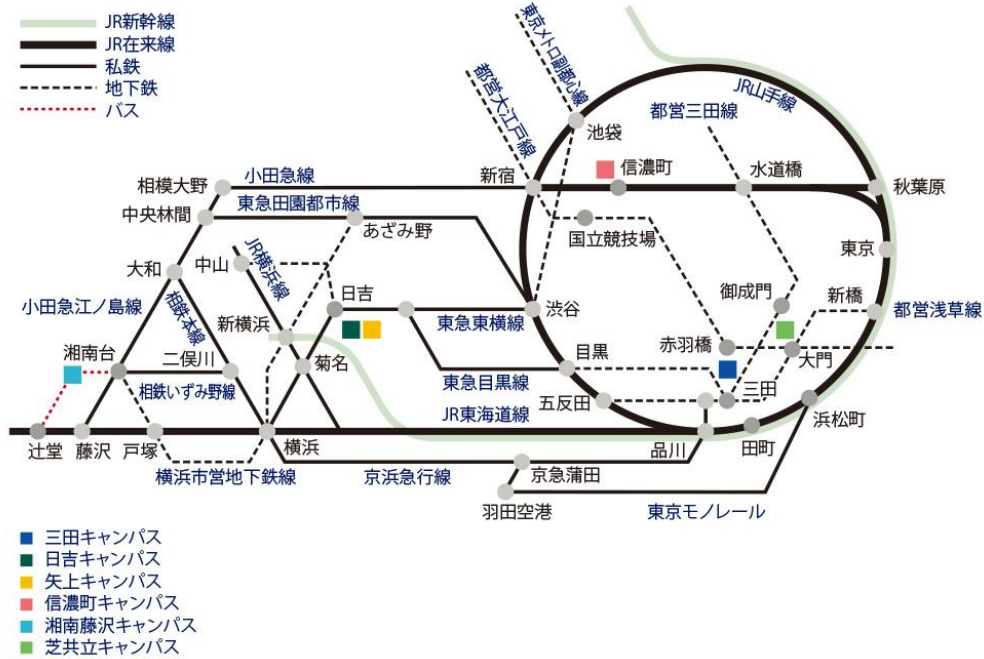 JR新幹線
JR在来線
私鉄
地下鉄
バス
東京メトロ副都心線
都営大江戸線
JR山手線
都営三田線
池袋
信濃町
水道橋
新宿
秋葉原
相模大野
小田急線
中央林間
東急田園都市線
あざみ野
国立競技場
東京
大和
中山
JR横浜線
日吉
御成門
新橋
都営浅草線
小田急江ノ島線
相鉄本線
新横浜
東急東横線
渋谷
湘南台
二俣川
菊名
目黒
赤羽橋
大門
相鉄いずみ野線
東急目黒線
三田
五反田
JR東海道線
浜松町
辻堂
藤沢
戸塚
横浜
品川
田町
横浜市営地下鉄線
京浜急行線
京急蒲田
羽田空港
東京モノレール
三田キャンパス
日吉キャンパス
矢上キャンパス
信濃町キャンパス
湘南藤沢キャンパス
芝共立キャンパス